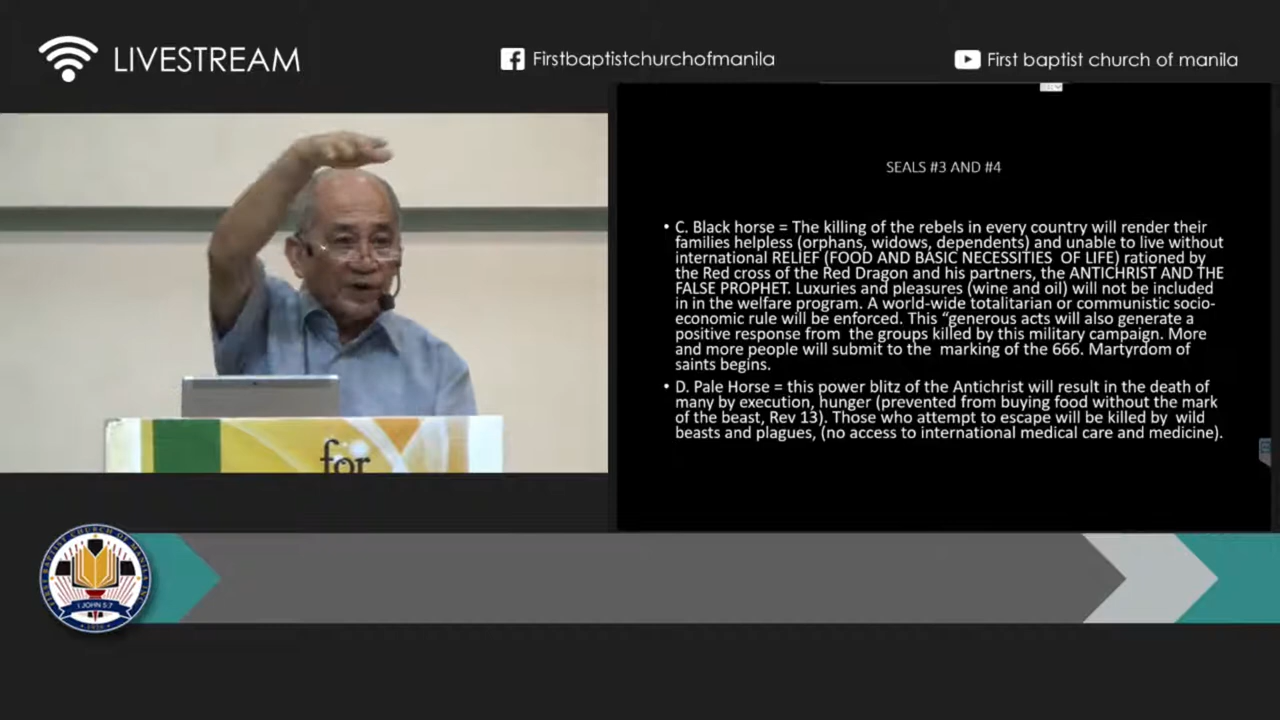 LIVESTREAM
Firstbaptistchurchofmanila
First baptist church of manila
SEALS #3 AND #4
• C. Black horse = The killing of the rebels in every country will render their
families helpless (orphans, widows, dependents) and unable to live without
international RELIEF (FOOD AND BASIC NECESSITIES OF LIFE) rationed by
the Red cross of the Red Dragon and his partners, the ANTICHRIST AND THE
FALSE PROPHET. Luxuries and pleasures (wine and oil) will not be included
in in the welfare program. A world-wide totalitarian or communistic socio-
economic rule will be enforced. This “generous acts will also generate a
positive response from the groups killed by this military campaign. More
and more people will submit to the marking of the 666. Martyrdom of
saints begins.
• D. Pale Horse = this power blitz of the Antichrist will result in the death of
many by execution, hunger (prevented from buying food without the mark
of the beast, Rev 13). Those who attempt to escape will be killed by wild
beasts and plagues, (no access to international medical care and medicine).
for
FIRST BAPTIST CHURCH OF MANILA INC.
1 JOHN 5:7